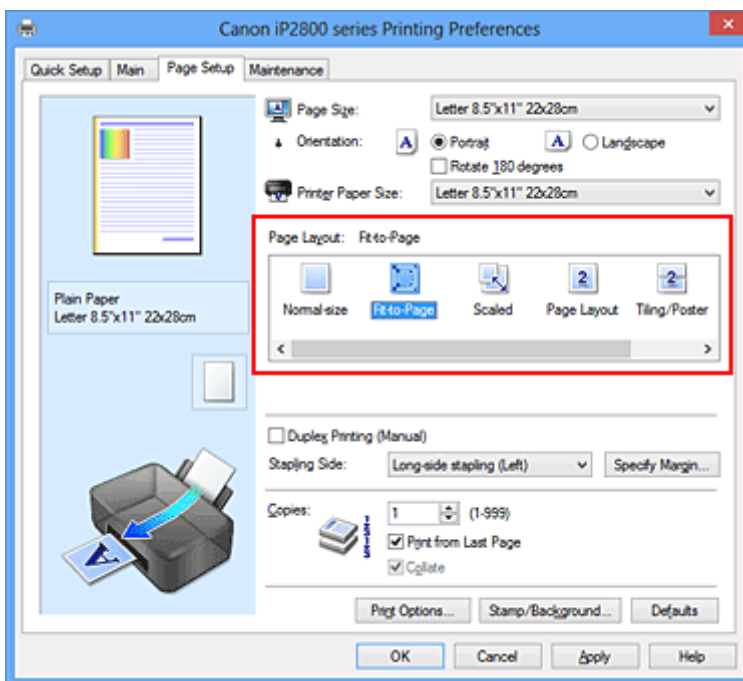 Canon iP2800 series Printing Preferences
Quick Setup Main Page Setup Maintenance
Page Size: Letter 8.5"x11" 22x28cm
Orientation: A Portrait A Landscape
Rotate 180 degrees
Printer Paper Size: Letter 8.5"x11" 22x28cm
Page Layout: Fit-to-Page
Normal-size Fit-to-Page Scaled Page Layout Tiling/Poster
Plain Paper
Letter 8.5"x11" 22x28cm
Duplex Printing (Manual)
Stapling Side: Long-side stapling (Left) Specify Margin...
Copies: 1 (1-999)
Print from Last Page
Collate
Print Options... Stamp/Background... Defaults
OK Cancel Apply Help